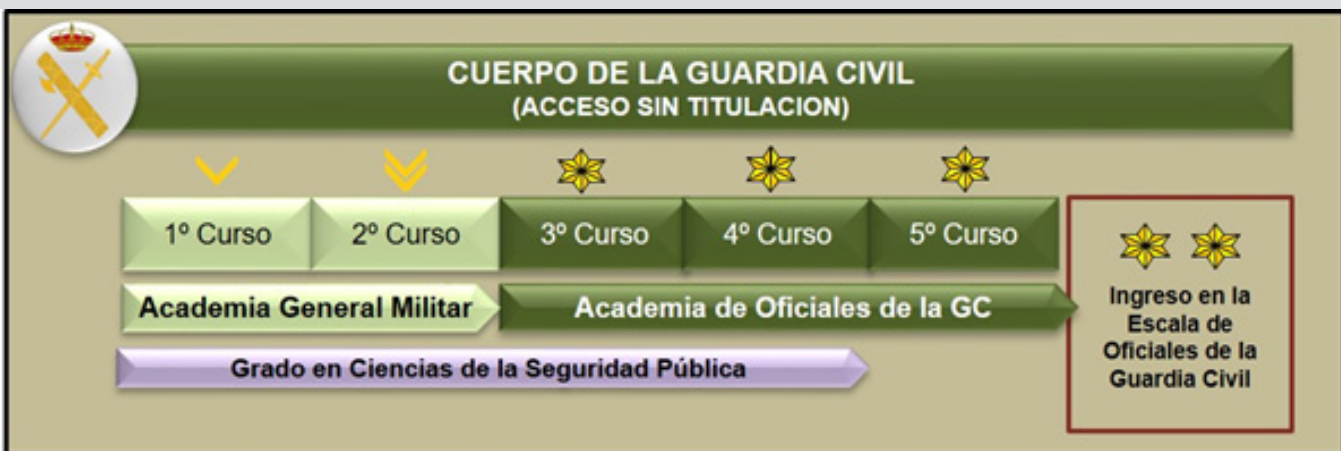 CUERPO DE LA GUARDIA CIVIL
(ACCESO SIN TITULACION)
1º Curso
2º Curso
3º Curso
4º Curso
5º Curso
Academia General Militar
Academia de Oficiales de la GC
Grado en Ciencias de la Seguridad Pública
Ingreso en la
Escala de
Oficiales de la
Guardia Civil